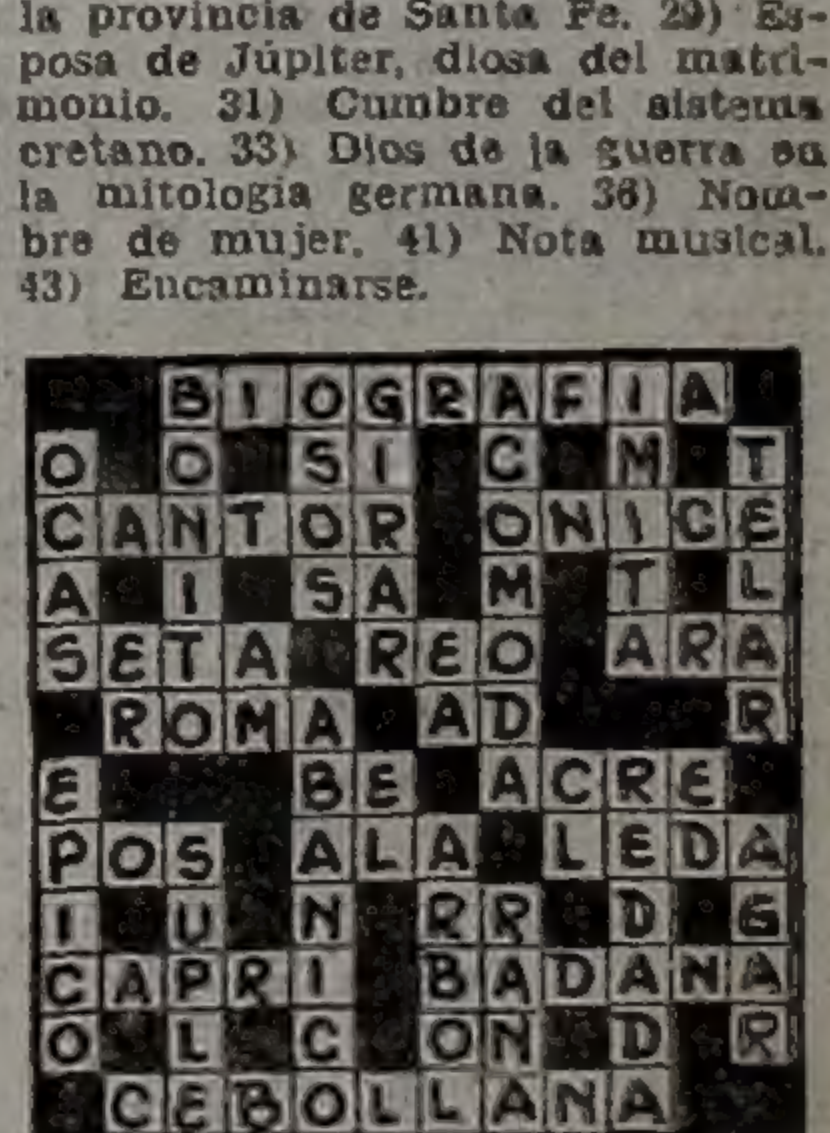 la provincia de Santa Fe. 29) Es-
posa de Júpiter, diosa del matri-
monio. 31) Cumbre del sistema
cretano. 33) Dios de la guerra en
la mitología germana. 36) Nom-
bre de mujer. 41) Nota musical.
43) Encaminarse.
BIOGRAFIA
O O SI C M T
CANTOR ONICE
A I SA M T L
SETA REO ARA
ROMA AD R
E BE ACRE
POS ALA LEDA
I U N RR D G
CAPRI BADANA
O L C ON D R
CEBOLLANA